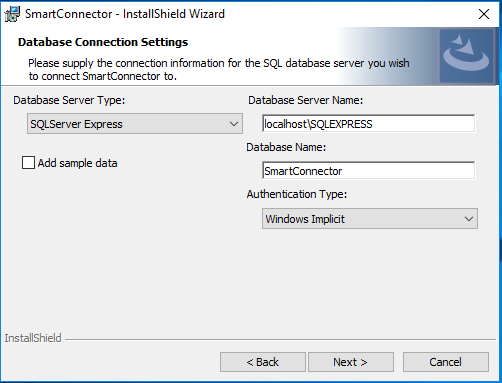 SmartConnector - InstallShield Wizard
Database Connection Settings
Please supply the connection information for the SQL database server you wish
to connect SmartConnector to.
Database Server Type:
SQLServer Express
Add sample data
Database Server Name:
localhost\SQLEXPRESS
Database Name:
SmartConnector
Authentication Type:
Windows Implicit
InstallShield
< Back
Next >
Cancel